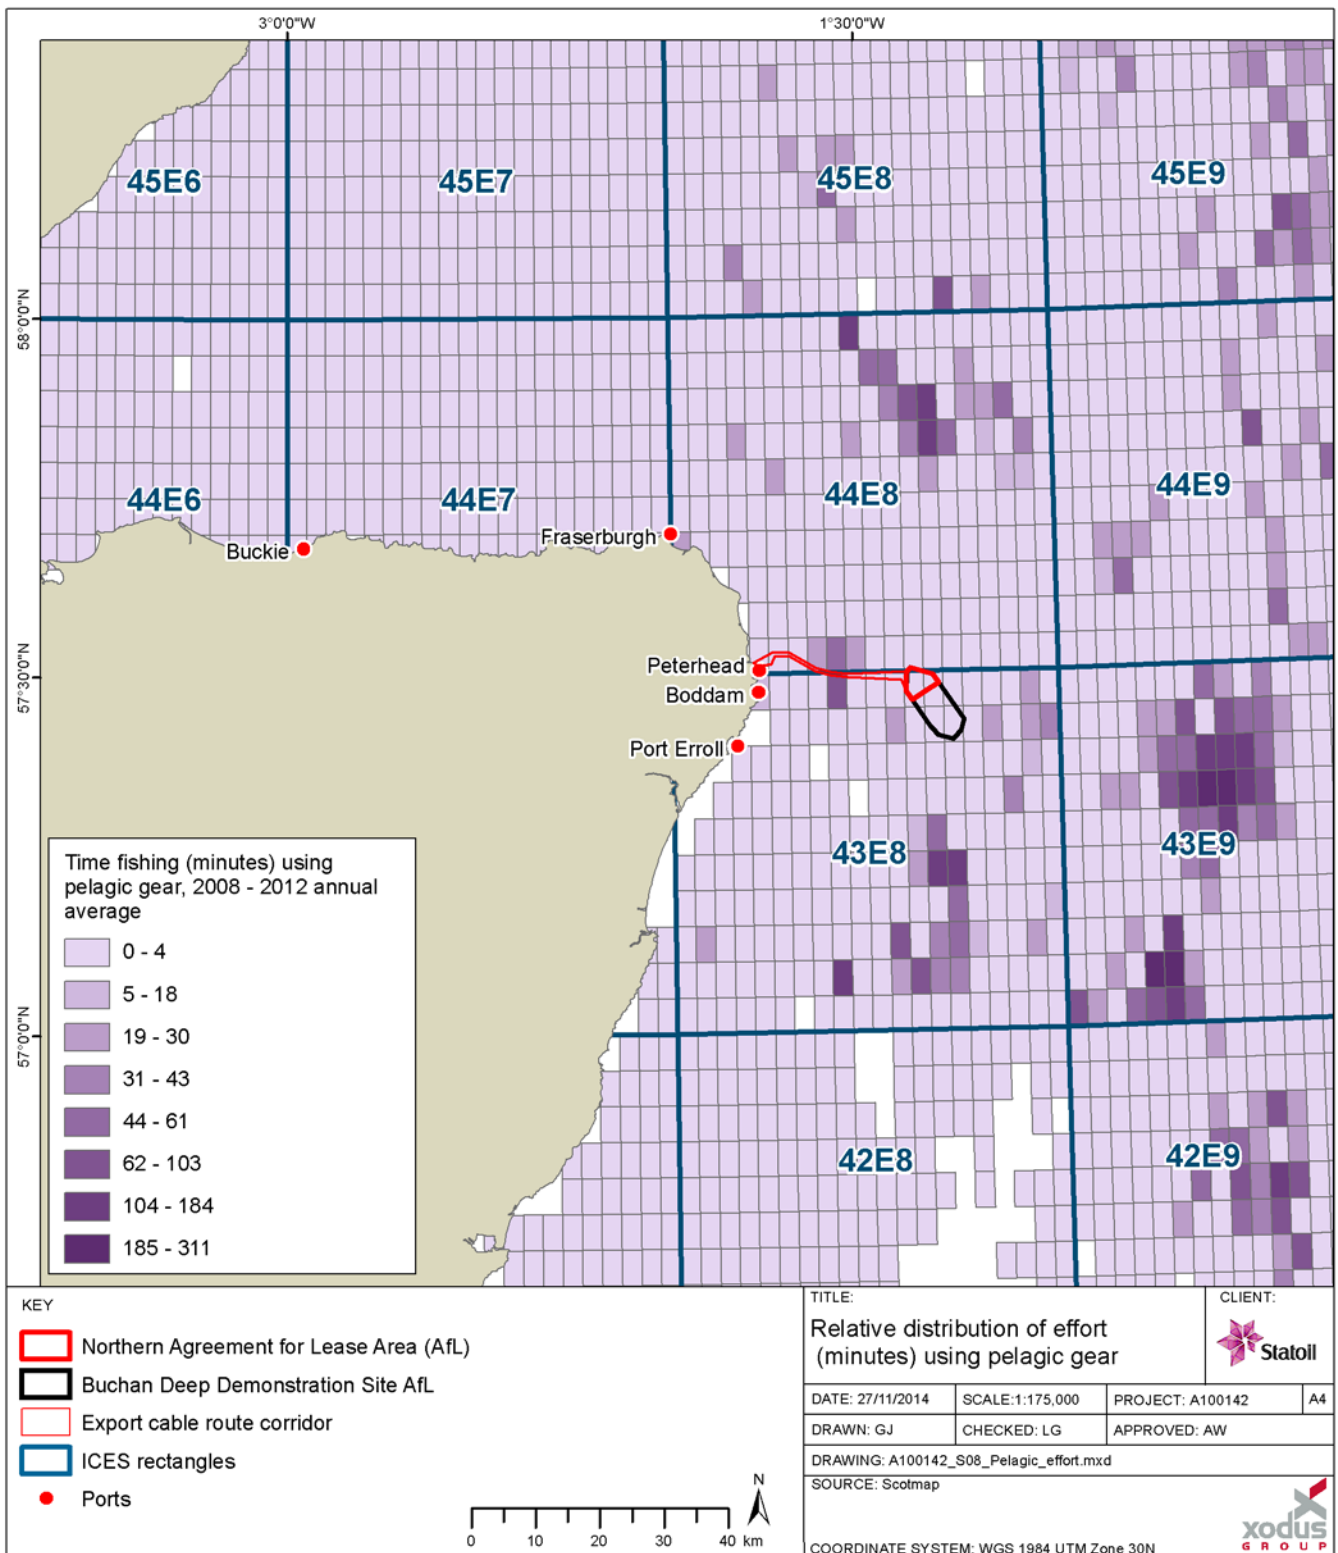 3°0'0"W
1°30'0"W
58°0'0"N
57°30'0"N
57°0'0"N
45E6
45E7
45E8
45E9
44E6
44E7
44E8
44E9
Buckie
Fraserburgh
Peterhead
Boddam
Port Erroll
43E8
43E9
42E8
42E9
Time fishing (minutes) using
pelagic gear, 2008 - 2012 annual
average
0 - 4
5 - 18
19 - 30
31 - 43
44 - 61
62 - 103
104 - 184
185 - 311
KEY
Northern Agreement for Lease Area (AfL)
Buchan Deep Demonstration Site AfL
Export cable route corridor
ICES rectangles
Ports
N
0 10 20 30 40 km
TITLE:
Relative distribution of effort
(minutes) using pelagic gear
CLIENT:
Statoil
DATE: 27/11/2014
SCALE:1:175,000
PROJECT: A100142
A4
DRAWN: GJ
CHECKED: LG
APPROVED: AW
DRAWING: A100142_S08_Pelagic_effort.mxd
SOURCE: Scotmap
xodus
GROUP
COORDINATE SYSTEM: WGS 1984 UTM Zone 30N